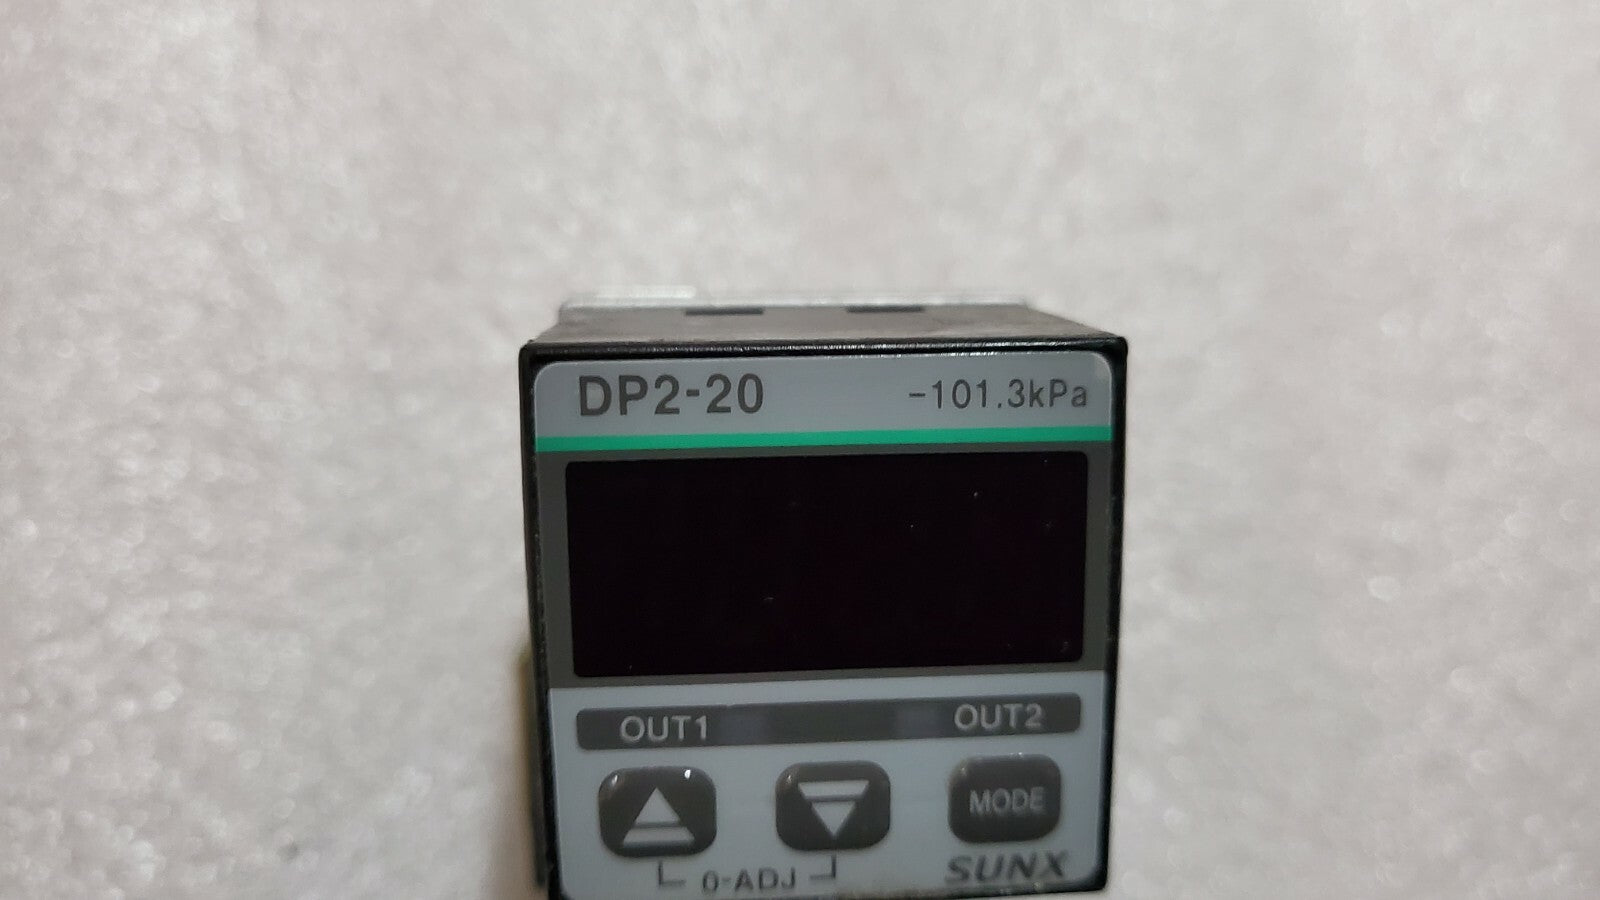 DP2-20 -101.3kPa
OUT1 OUT2
MODE
0-ADJ SUNX